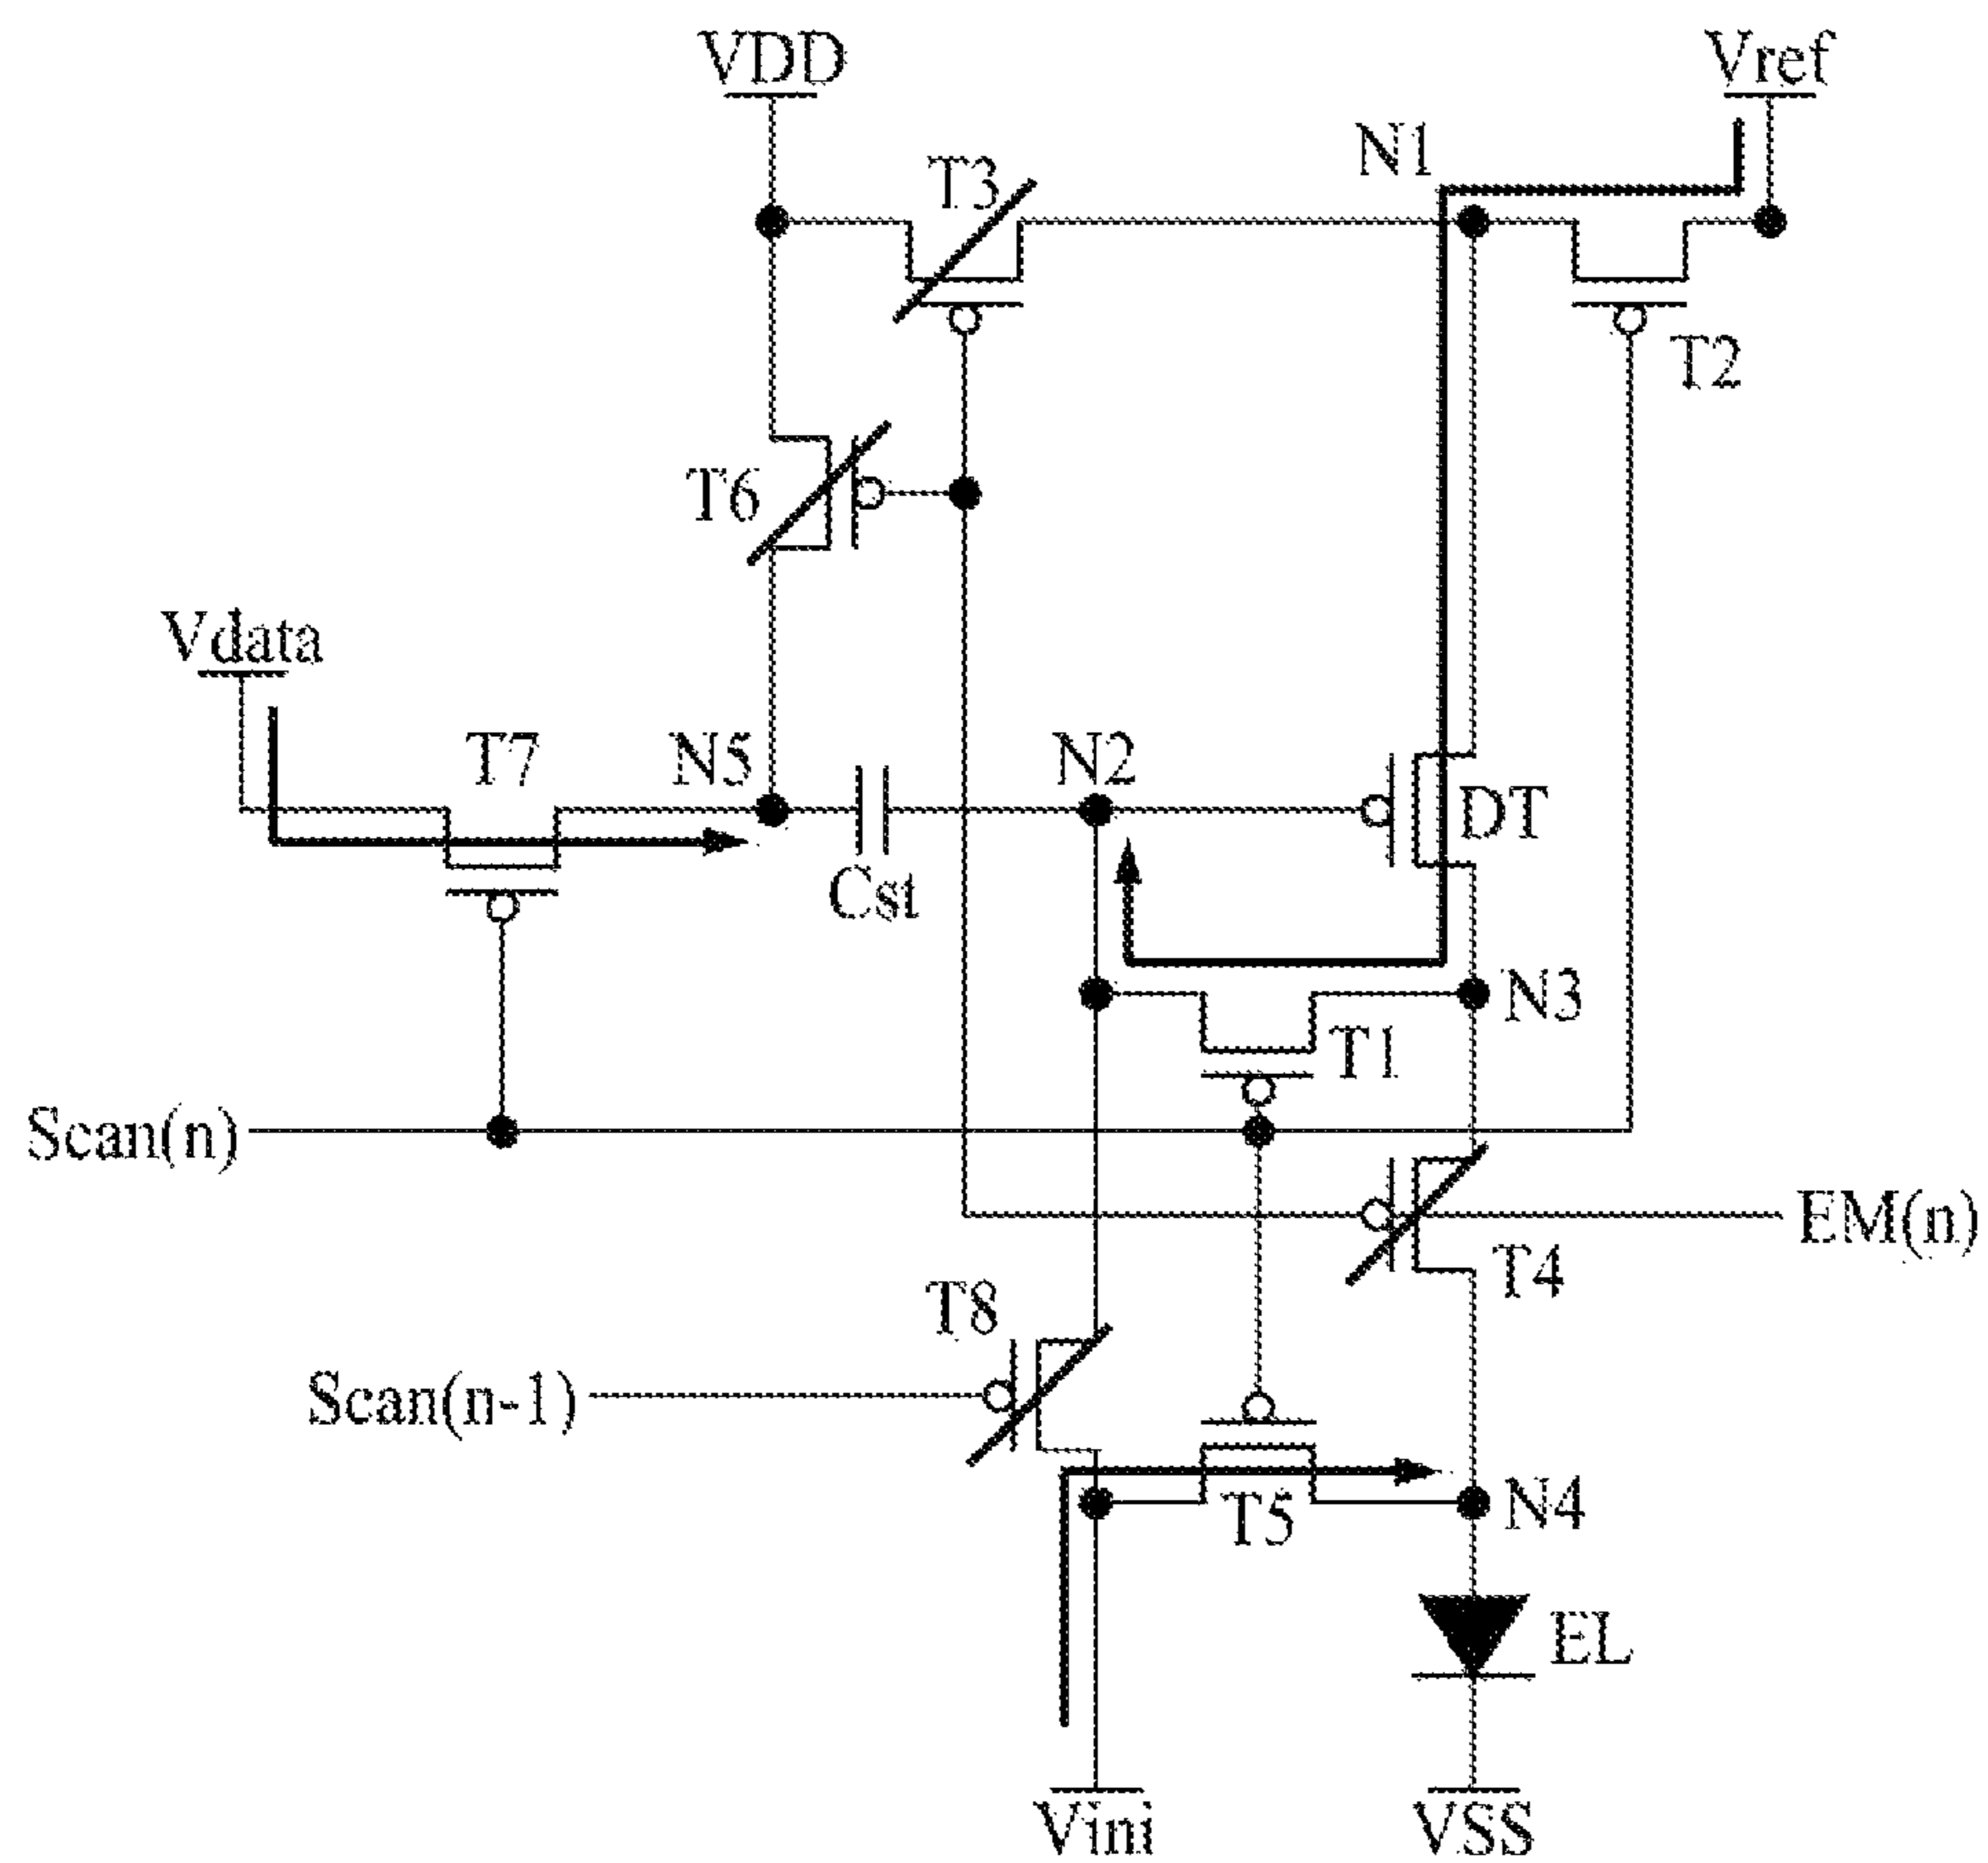 VDD
Vref
N1
T3
T2
T6
Vdata
T7
N5
N2
DT
Cst
N3
T1
Scan(n)
EM(n)
T4
T8
Scan(n-1)
T5
N4
EL
Vini
VSS